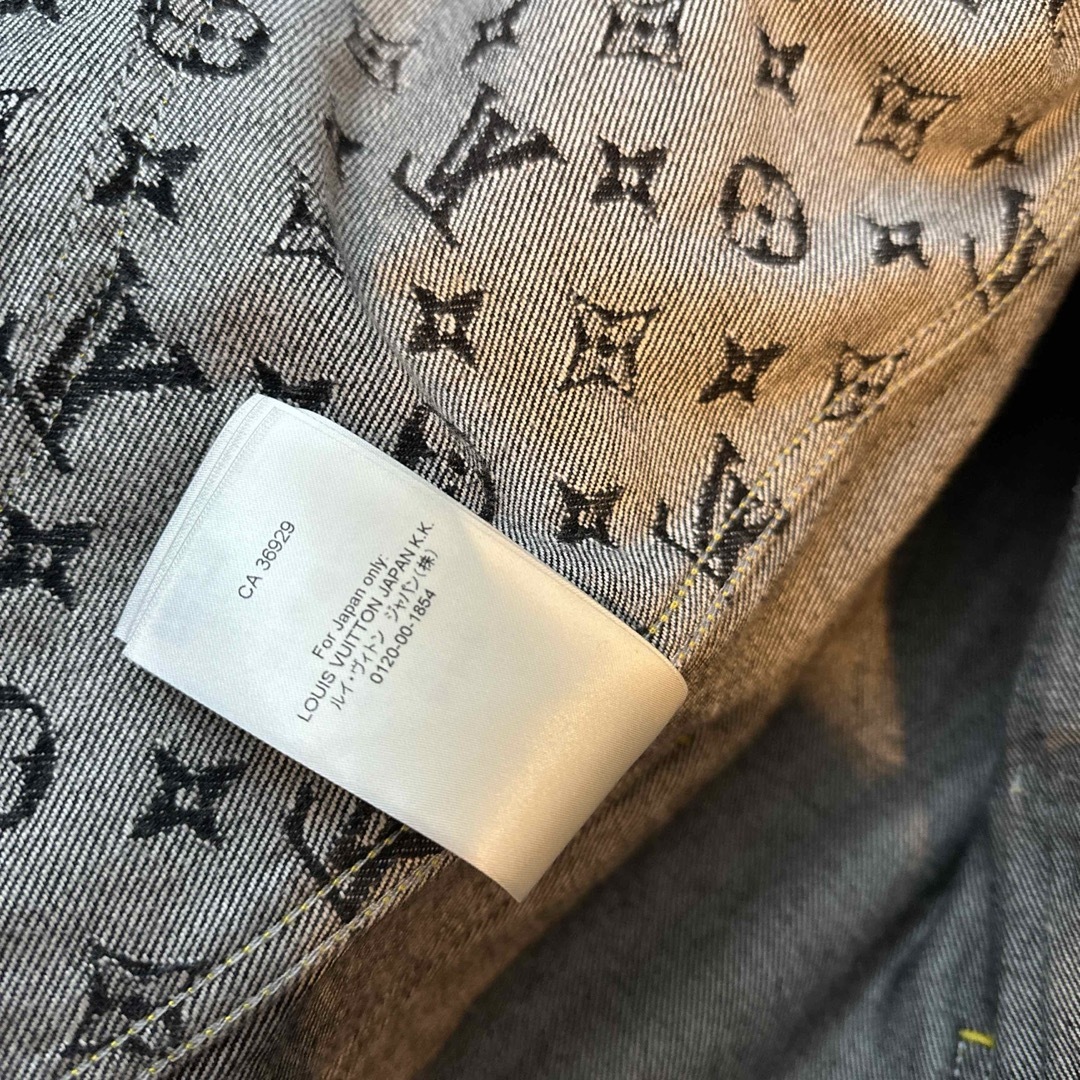 CA 36929
For Japan only:
LOUIS VUITTON JAPAN K.K.
ルイ・ヴィトン ジャパン(株)
0120-00-1854